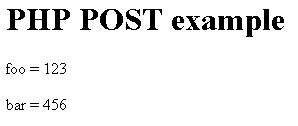 PHP POST example
foo = 123
bar = 456